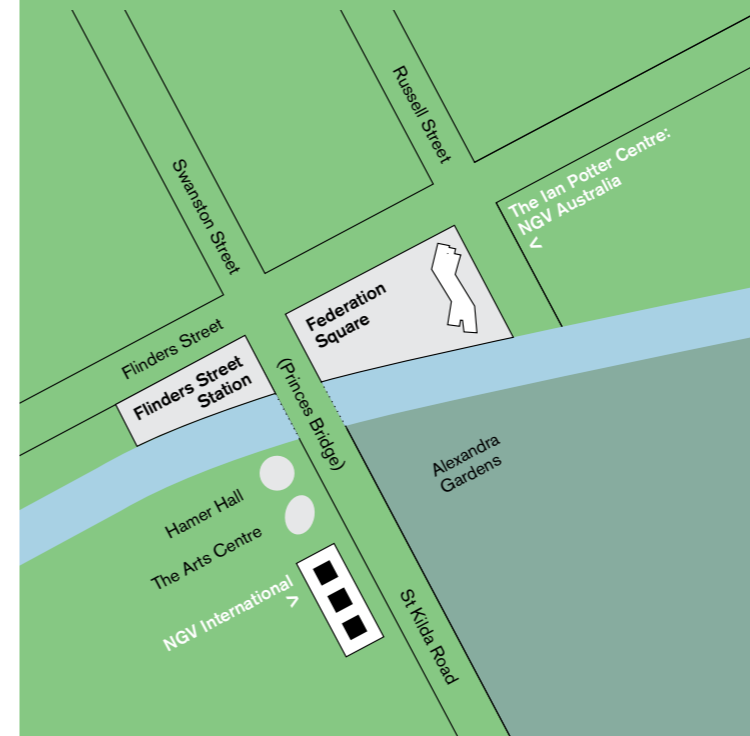 Russell Street
Swanston Street
The Ian Potter Centre:
NGV Australia
<
Federation
Square
Flinders Street
Flinders Street
Station
(Princes Bridge)
Alexandra
Gardens
Hamer Hall
The Arts Centre
NGV International
>
St Kilda Road